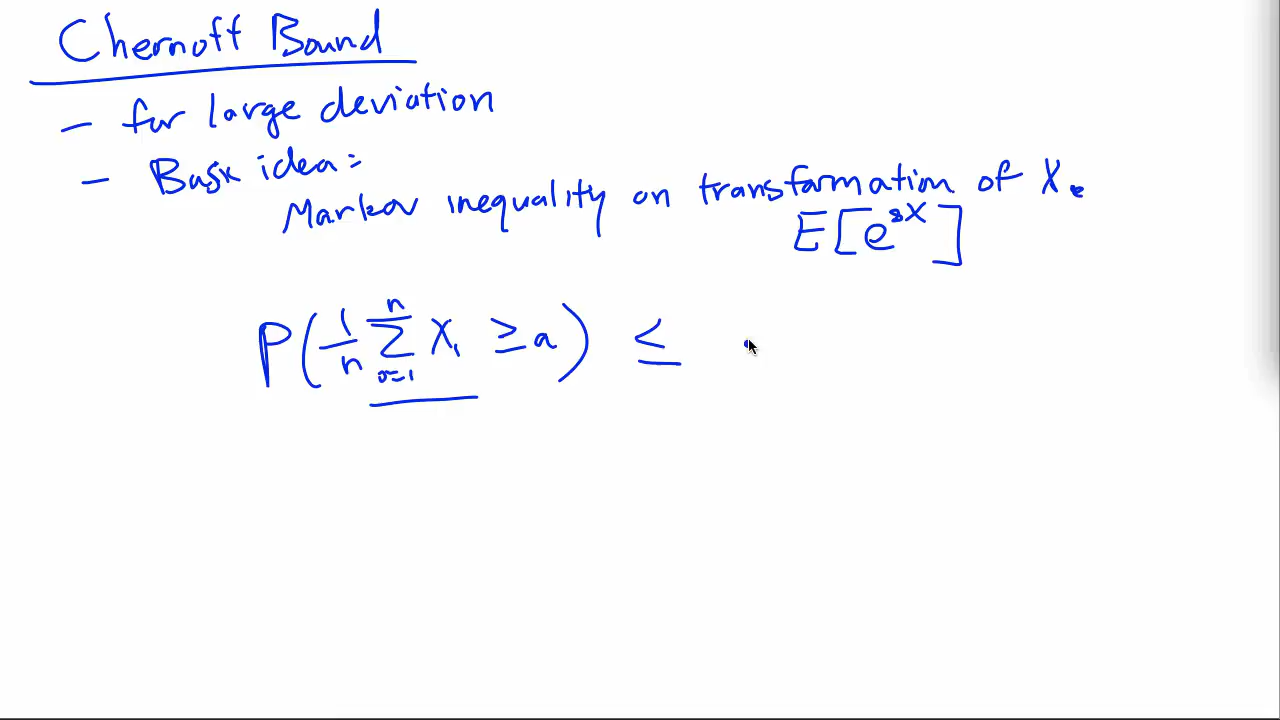 Chernoff Bound
- for large deviation
- Basic idea:
Markov inequality on transformation of X.
E[e^{sX}]
P(1/n ∑_{i=1}^{n} X_i ≥ a) ≤